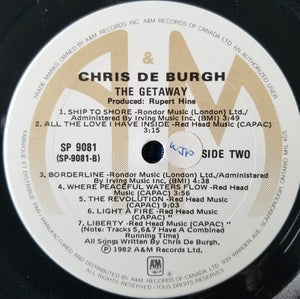 &
CHRIS DE BURGH
THE GETAWAY
Produced: Rupert Hine
1. SHIP TO SHORE -Rondor Music (London) Ltd./
Administered By Irving Music Inc. (BMI) 3:49
2. ALL THE LOVE I HAVE INSIDE -Red Head Music (CAPAC)
3:15
SP 9081
(SP-9081-B)
SIDE TWO
3. BORDERLINE -Rondor Music (London) Ltd./Administered
By Irving Music Inc. (BMI) 4:38
4. WHERE PEACEFUL WATERS FLOW -Red Head
Music (CAPAC) 3:56
5. THE REVOLUTION -Red Head Music
(CAPAC) 9:03
6. LIGHT A FIRE -Red Head Music (CAPAC) "
7. LIBERTY -Red Head Music (CAPAC) "
(Note: Tracks 5,6&7 Have A Combined
Running Time)
All Songs Written By Chris De Burgh.
℗ 1982 A&M Records Ltd.
A&M